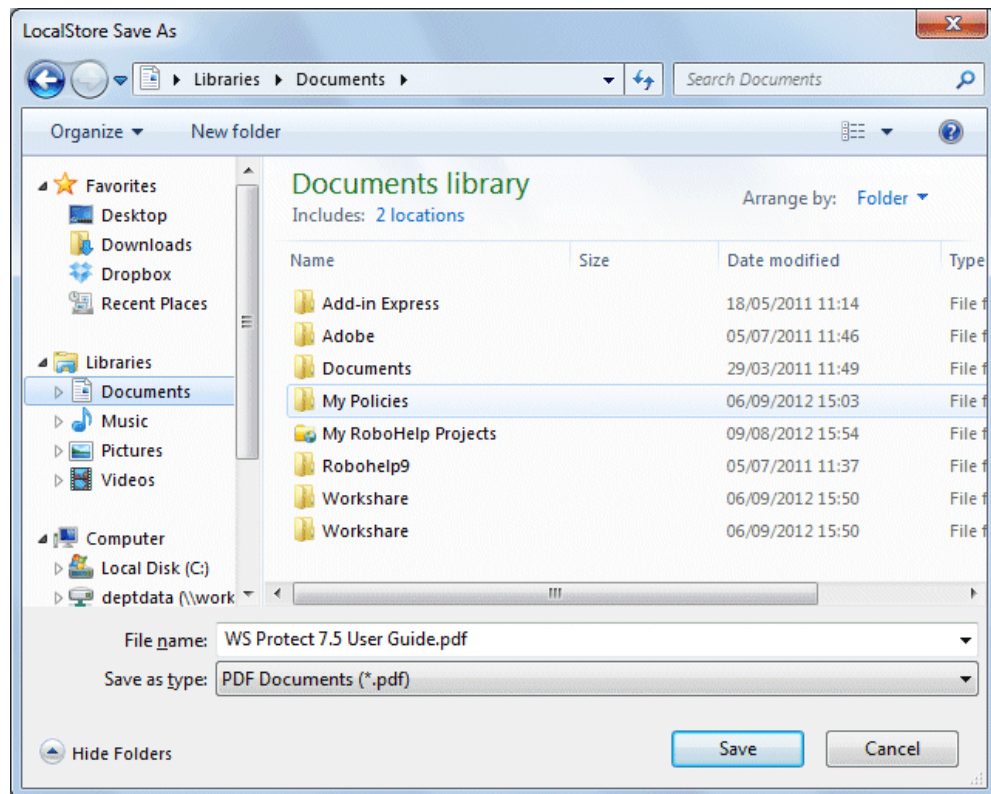 LocalStore Save As
Libraries Documents
Search Documents
Organize New folder
Favorites
Desktop
Downloads
Dropbox
Recent Places
Libraries
Documents
Music
Pictures
Videos
Computer
Local Disk (C:)
deptdata (\\work
Documents library
Includes: 2 locations
Arrange by: Folder
Name Size Date modified Type
Add-in Express 18/05/2011 11:14 File f
Adobe 05/07/2011 11:46 File f
Documents 29/03/2011 11:49 File f
My Policies 06/09/2012 15:03 File f
My RoboHelp Projects 09/08/2012 15:54 File f
Robohelp9 05/07/2011 11:37 File f
Workshare 06/09/2012 15:50 File f
Workshare 06/09/2012 15:50 File f
File name: WS Protect 7.5 User Guide.pdf
Save as type: PDF Documents (*.pdf)
Hide Folders
Save Cancel